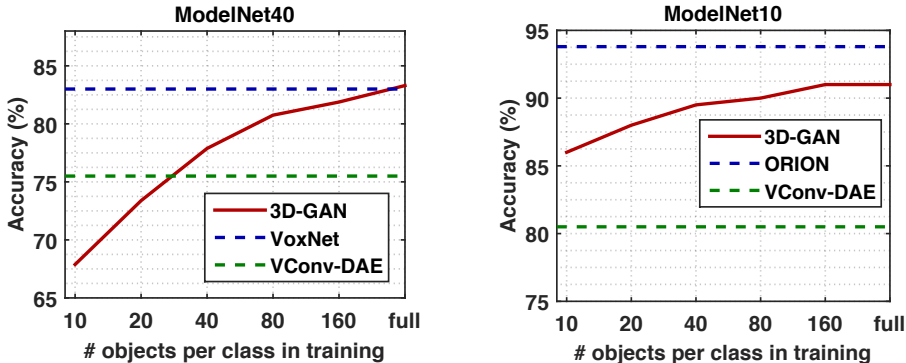 ModelNet40
Accuracy (%)
85
80
75
70
65
3D-GAN
VoxNet
VConv-DAE
10 20 40 80 160 full
# objects per class in training
ModelNet10
Accuracy (%)
95
90
85
80
75
3D-GAN
ORION
VConv-DAE
10 20 40 80 160 full
# objects per class in training